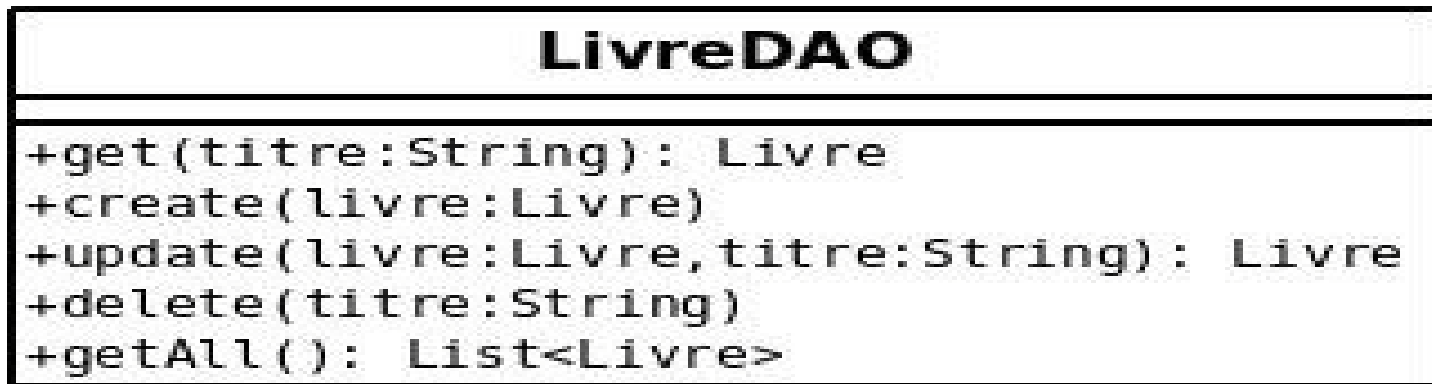 LivreDAO
+get(titre:String): Livre
+create(livre:Livre)
+update(livre:Livre,titre:String): Livre
+delete(titre:String)
+getAll(): List<Livre>